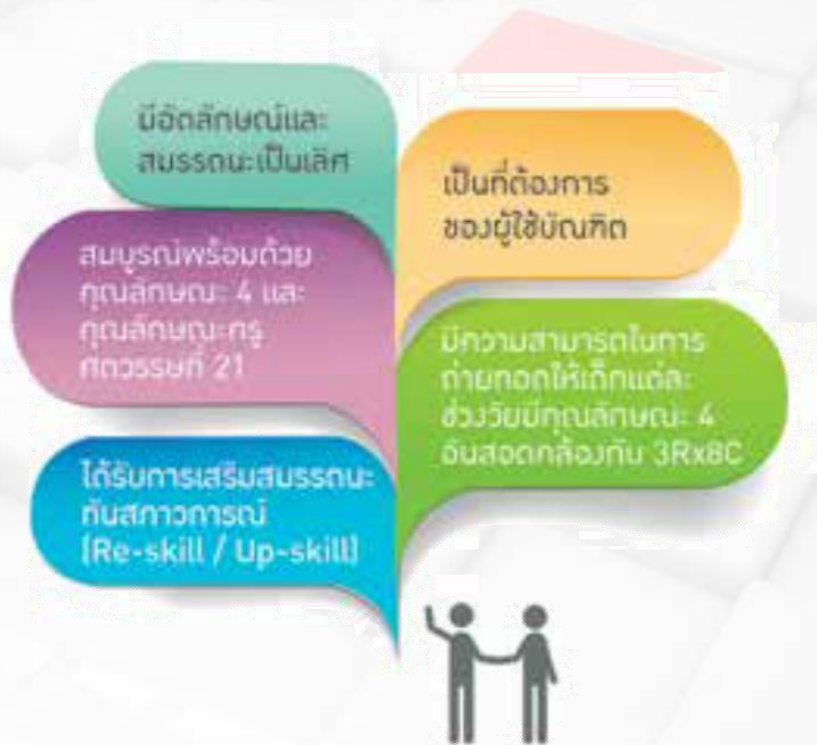 มีอัตลักษณ์และ
สมรรถนะเป็นเลิศ
เป็นที่ต้องการ
ของผู้ใช้บัณฑิต
สมบูรณ์พร้อมด้วย
คุณลักษณะ 4 และ
คุณลักษณะครู
ศตวรรษที่ 21
มีความสามารถในการ
ถ่ายทอดให้เด็กแต่ละ
ช่วงวัยมีคุณลักษณะ 4
อันสอดคล้องกับ 3Rx8C
ได้รับการเสริมสมรรถนะ
ทันสภาวการณ์
(Re-skill / Up-skill)